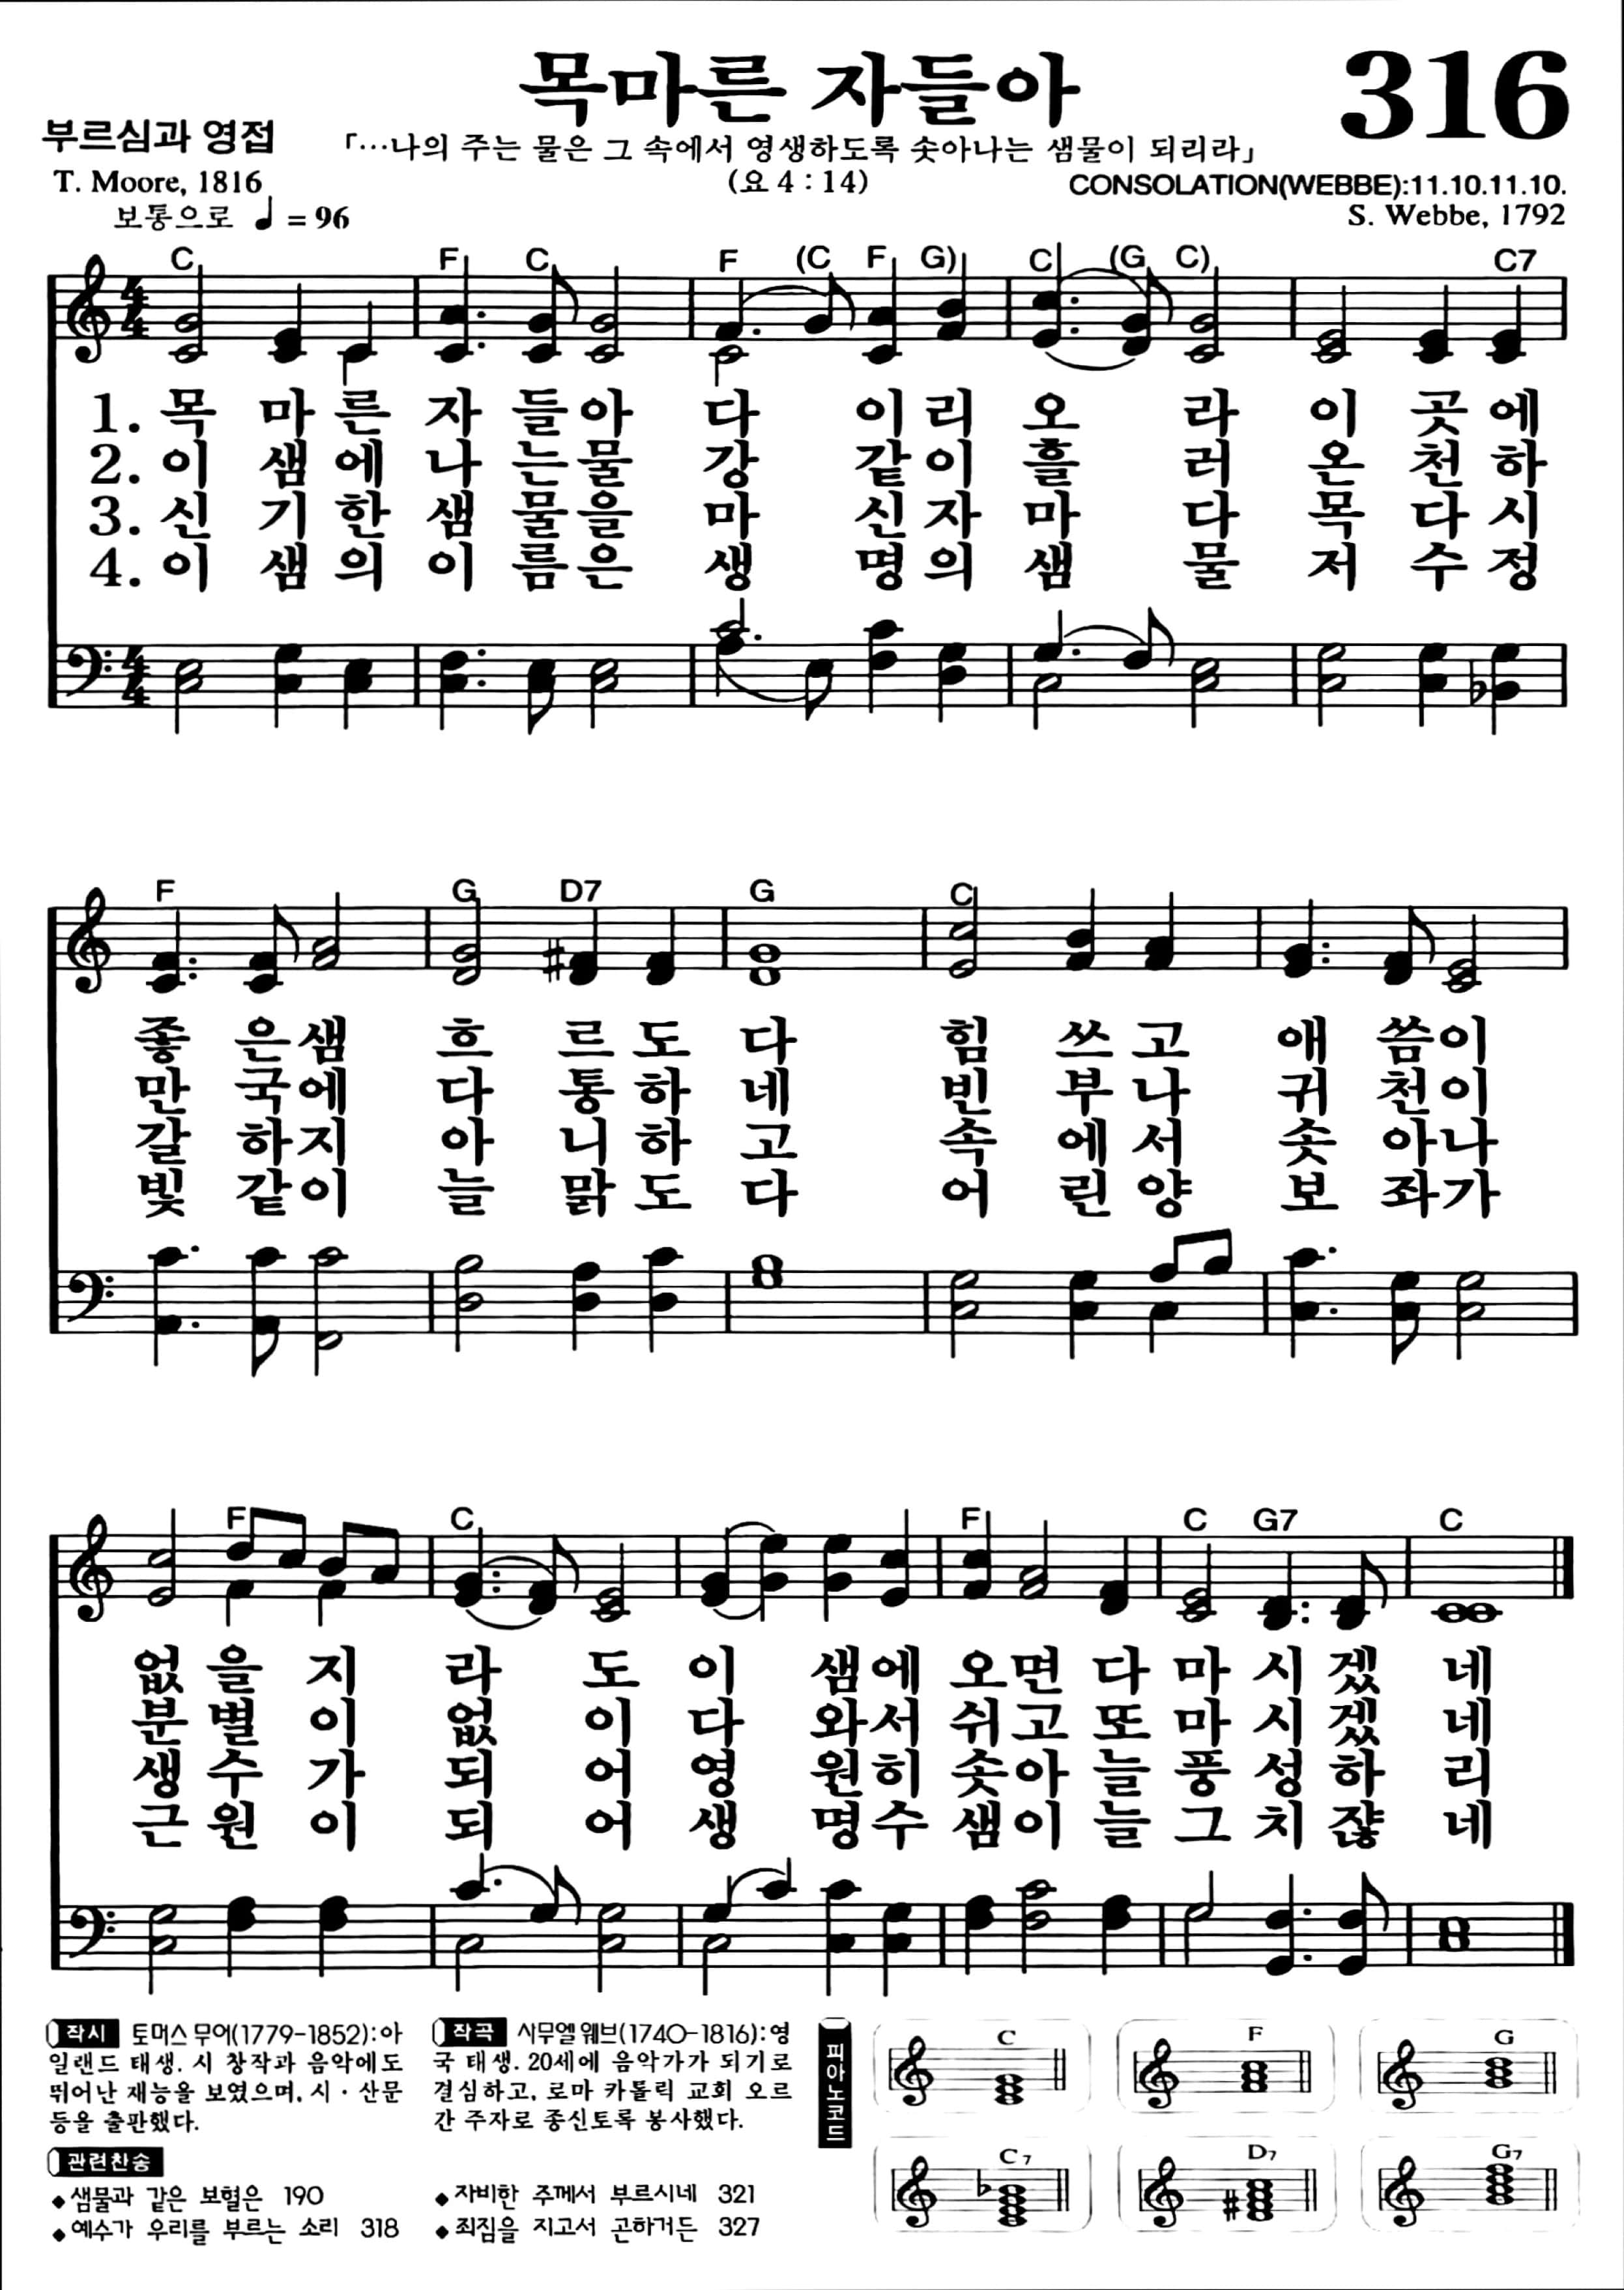 목마른 자들아
316
부르심과 영접
「…나의 주는 물은 그 속에서 영생하도록 솟아나는 샘물이 되리라」
T. Moore, 1816
(요 4 : 14)
CONSOLATION(WEBBE):11.10.11.10.
보통으로 ♩ = 96
S. Webbe, 1792
C F C F (C F G) C (G C) C7
1. 목 마 른 자 들 아 다 이 리 오 라 이 곳 에
2. 이 샘 에 나 는 물 강 같 이 흘 러 온 천 하
3. 신 기 한 샘 물 을 마 신 자 마 다 목 다 시
4. 이 샘 의 이 름 은 생 명 의 샘 물 저 수 정
F G D7 G C
좋 은 샘 흐 르 도 다 힘 쓰 고 애 씀 이
만 국 에 다 통 하 네 빈 부 나 귀 천 이
갈 하 지 아 니 하 고 속 에 서 솟 아 나
빛 같 이 늘 맑 도 다 어 린 양 보 좌 가
F C F C G7 C
없 을 지 라 도 이 샘 에 오 면 다 마 시 겠 네
분 별 이 없 이 다 와 서 쉬 고 또 마 시 겠 네
생 수 가 되 어 영 원 히 솟 아 늘 풍 성 하 리
근 원 이 되 어 생 명 수 샘 이 늘 그 치 쟎 네
작시 토머스 무어(1779-1852):아
일랜드 태생. 시 창작과 음악에도
뛰어난 재능을 보였으며, 시 · 산문
등을 출판했다.
작곡 사무엘 웨브(1740-1816):영
국 태생. 20세에 음악가가 되기로
결심하고, 로마 카톨릭 교회 오르
간 주자로 종신토록 봉사했다.
피아노코드
C F G
C7 D7 G7
관련찬송
◆샘물과 같은 보혈은 190
◆예수가 우리를 부르는 소리 318
◆자비한 주께서 부르시네 321
◆죄짐을 지고서 곤하거든 327